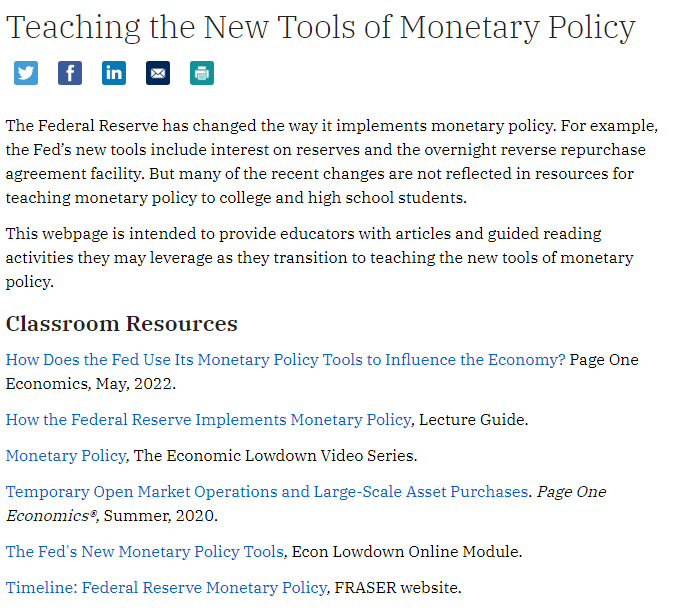 Teaching the New Tools of Monetary Policy
f
in
The Federal Reserve has changed the way it implements monetary policy. For example,
the Fed’s new tools include interest on reserves and the overnight reverse repurchase
agreement facility. But many of the recent changes are not reflected in resources for
teaching monetary policy to college and high school students.
This webpage is intended to provide educators with articles and guided reading
activities they may leverage as they transition to teaching the new tools of monetary
policy.
Classroom Resources
How Does the Fed Use Its Monetary Policy Tools to Influence the Economy? Page One
Economics, May, 2022.
How the Federal Reserve Implements Monetary Policy, Lecture Guide.
Monetary Policy, The Economic Lowdown Video Series.
Temporary Open Market Operations and Large-Scale Asset Purchases. Page One
Economics®, Summer, 2020.
The Fed's New Monetary Policy Tools, Econ Lowdown Online Module.
Timeline: Federal Reserve Monetary Policy, FRASER website.